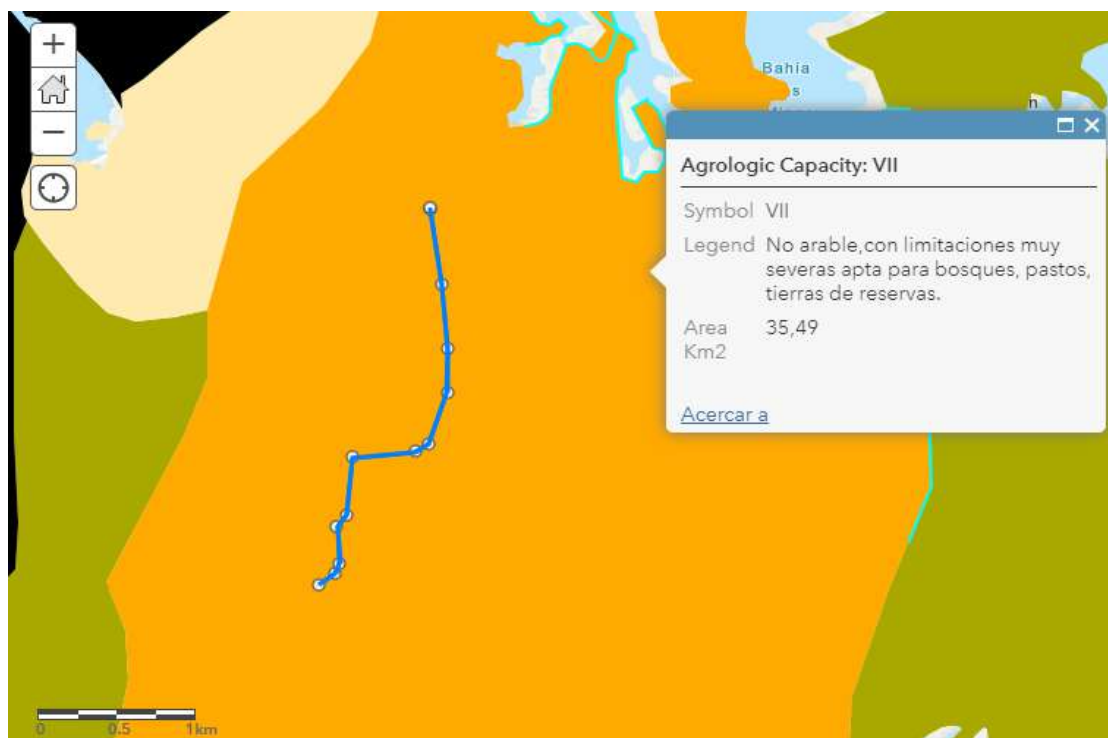 +
−
Bahía
s
n
Agrologic Capacity: VII
Symbol VII
Legend No arable,con limitaciones muy
severas apta para bosques, pastos,
tierras de reservas.
Area 35,49
Km2
Acercar a
0 0.5 1km